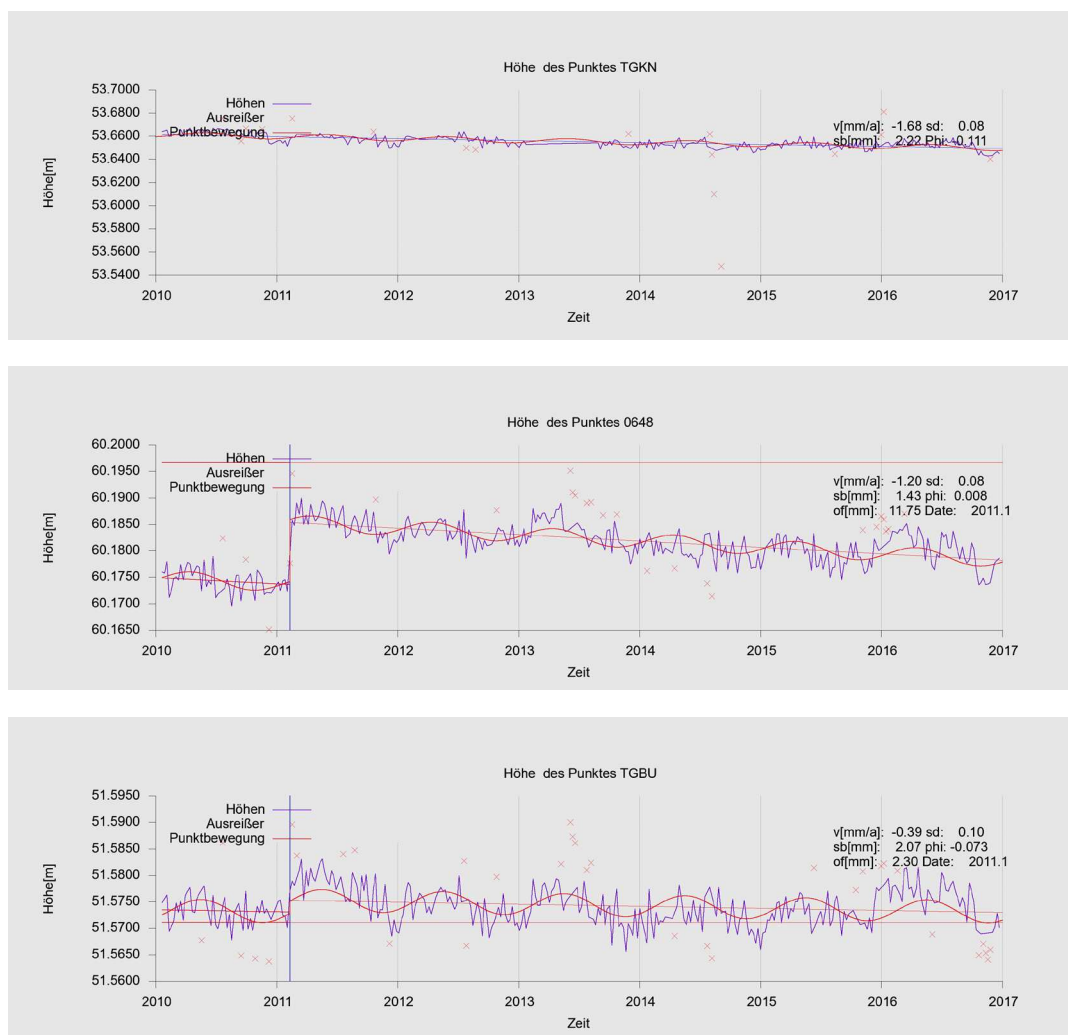 Höhe des Punktes TGKN
53.7000
53.6800
53.6600
53.6400
53.6200
53.6000
53.5800
53.5600
53.5400
Höhe[m]
Höhen
Ausreißer
Punktbewegung
v[mm/a]: -1.68 sd: 0.08
sb[mm]: 2.22 Phi: -0.111
2010 2011 2012 2013 2014 2015 2016 2017
Zeit
Höhe des Punktes 0648
60.2000
60.1950
60.1900
60.1850
60.1800
60.1750
60.1700
60.1650
Höhe[m]
Höhen
Ausreißer
Punktbewegung
v[mm/a]: -1.20 sd: 0.08
sb[mm]: 1.43 phi: 0.008
of[mm]: 11.75 Date: 2011.1
2010 2011 2012 2013 2014 2015 2016 2017
Zeit
Höhe des Punktes TGBU
51.5950
51.5900
51.5850
51.5800
51.5750
51.5700
51.5650
51.5600
Höhe[m]
Höhen
Ausreißer
Punktbewegung
v[mm/a]: -0.39 sd: 0.10
sb[mm]: 2.07 phi: -0.073
of[mm]: 2.30 Date: 2011.1
2010 2011 2012 2013 2014 2015 2016 2017
Zeit